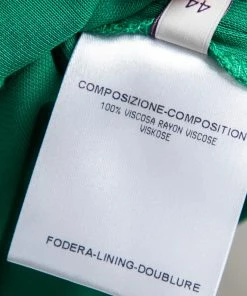 44
COMPOSIZIONE-COMPOSITION
100% VISCOSA RAYON VISCOSE
VISKOSE
FODERA-LINING-DOUBLURE